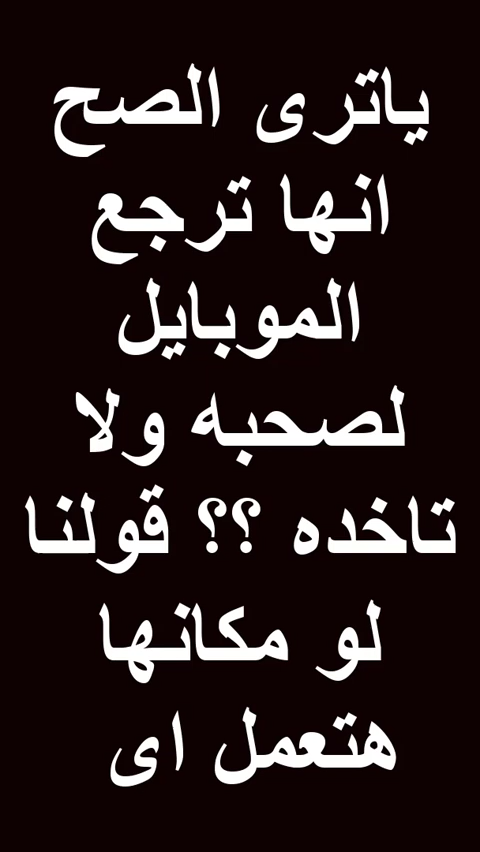 ياترى الصح
انها ترجع
الموبايل
لصحبه ولا
تاخده ؟؟ قولنا
لو مكانها
هتعمل اى